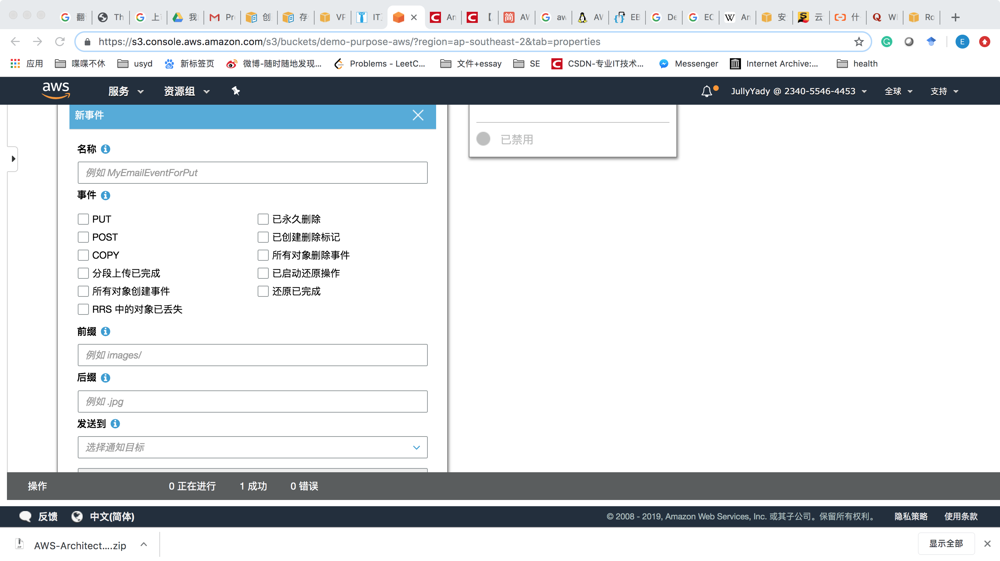 翻
Th
上
我
Pr
创
存
VP
IT
An
【
简
AV
aw
AV
EB
De
EC
W
An
安
云
什
Q
W
Ro
https://s3.console.aws.amazon.com/s3/buckets/demo-purpose-aws/?region=ap-southeast-2&tab=properties
E
应用
喋喋不休
usyd
新标签页
微博-随时随地发现...
Problems - LeetC...
文件+essay
SE
CSDN-专业IT技术...
Messenger
Internet Archive:...
health
aws
服务
资源组
JullyYady @ 2340-5546-4453
全球
支持
新事件
已禁用
名称
例如 MyEmailEventForPut
事件
PUT
已永久删除
POST
已创建删除标记
COPY
所有对象删除事件
分段上传已完成
已启动还原操作
所有对象创建事件
还原已完成
RRS 中的对象已丢失
前缀
例如 images/
后缀
例如 .jpg
发送到
选择通知目标
操作
0 正在进行
1 成功
0 错误
反馈
中文(简体)
© 2008 - 2019, Amazon Web Services, Inc. 或其子公司。保留所有权利。
隐私策略
使用条款
ZIP
AWS-Architect....zip
显示全部